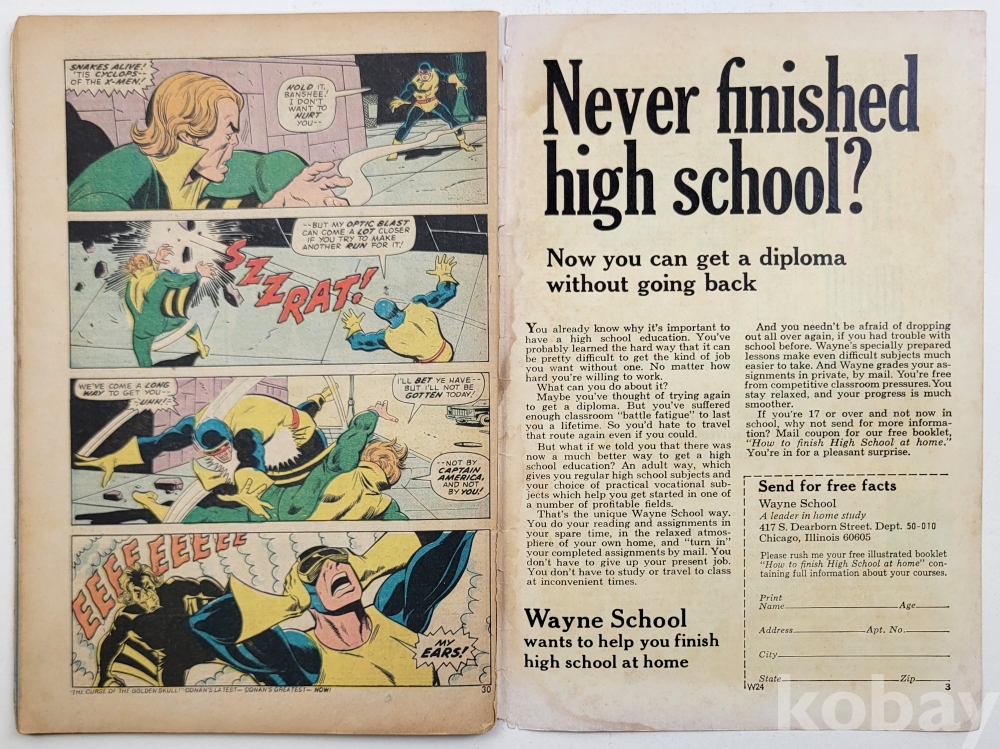 SNAKES ALIVE!
'TIS CYCLOPS--
OF THE X-MEN!
HOLD IT,
BANSHEE!
I DON'T
WANT TO
HURT
YOU--
--BUT MY OPTIC BLAST
CAN COME A LOT CLOSER
IF YOU TRY TO MAKE
ANOTHER RUN FOR IT!
SZZZRAT!
WE'VE COME A LONG
WAY TO GET YOU--
--UNH!
I'LL BET YE HAVE--
BUT I'LL NOT BE
GOTTEN TODAY!
--NOT BY
CAPTAIN
AMERICA,
AND NOT
BY YOU!
EEEEEEEEE
MY
EARS!
"THE CURSE OF THE GOLDEN SKULL!" CONAN'S LATEST-- CONAN'S GREATEST-- NOW!
30
Never finished
high school?
Now you can get a diploma
without going back
You already know why it's important to
have a high school education. You've
probably learned the hard way that it can
be pretty difficult to get the kind of job
you want without one. No matter how
hard you're willing to work.
What can you do about it?
Maybe you've thought of trying again
to get a diploma. But you've suffered
enough classroom "battle fatigue" to last
you a lifetime. So you'd hate to travel
that route again even if you could.
But what if we told you that there was
now a much better way to get a high
school education? An adult way, which
gives you regular high school subjects and
your choice of practical vocational sub-
jects which help you get started in one of
a number of profitable fields.
That's the unique Wayne School way.
You do your reading and assignments in
your spare time, in the relaxed atmos-
phere of your own home, and "turn in"
your completed assignments by mail. You
don't have to give up your present job.
You don't have to study or travel to class
at inconvenient times.
Wayne School
wants to help you finish
high school at home
And you needn't be afraid of dropping
out all over again, if you had trouble with
school before. Wayne's specially prepared
lessons make even difficult subjects much
easier to take. And Wayne grades your as-
signments in private, by mail. You're free
from competitive classroom pressures. You
stay relaxed, and your progress is much
smoother.
If you're 17 or over and not now in
school, why not send for more informa-
tion? Mail coupon for our free booklet,
"How to finish High School at home."
You're in for a pleasant surprise.
Send for free facts
Wayne School
A leader in home study
417 S. Dearborn Street. Dept. 50-010
Chicago, Illinois 60605
Please rush me your free illustrated booklet
"How to finish High School at home" con-
taining full information about your courses.
Print
Name Age
Address Apt. No.
City
State Zip
W24
3
kobay